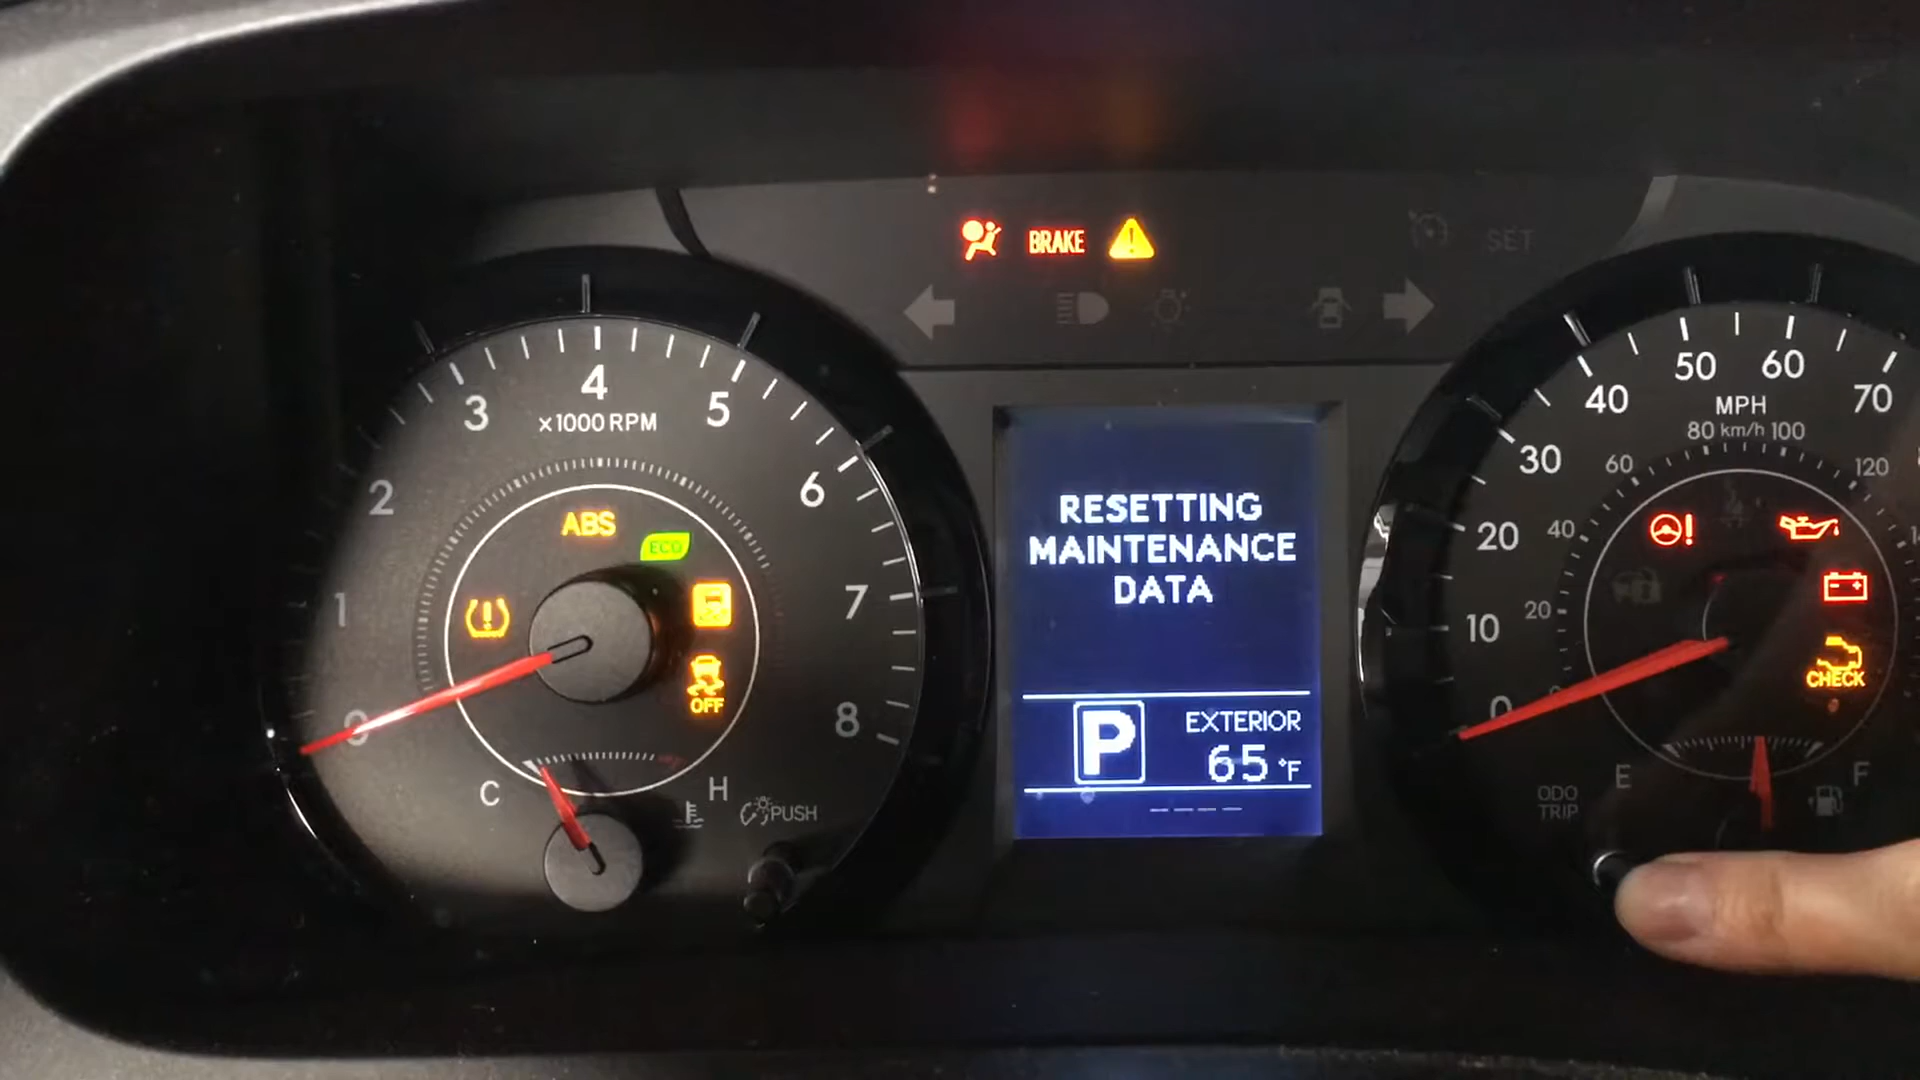 BRAKE
SET
4
3
5
x1000 RPM
2
6
1
7
0
8
ABS
ECO
OFF
C
H
PUSH
RESETTING
MAINTENANCE
DATA
P
EXTERIOR
65 °F
----
50 60
40
70
MPH
80 km/h 100
30
60
120
20
40
10
20
0
CHECK
E
F
ODO
TRIP